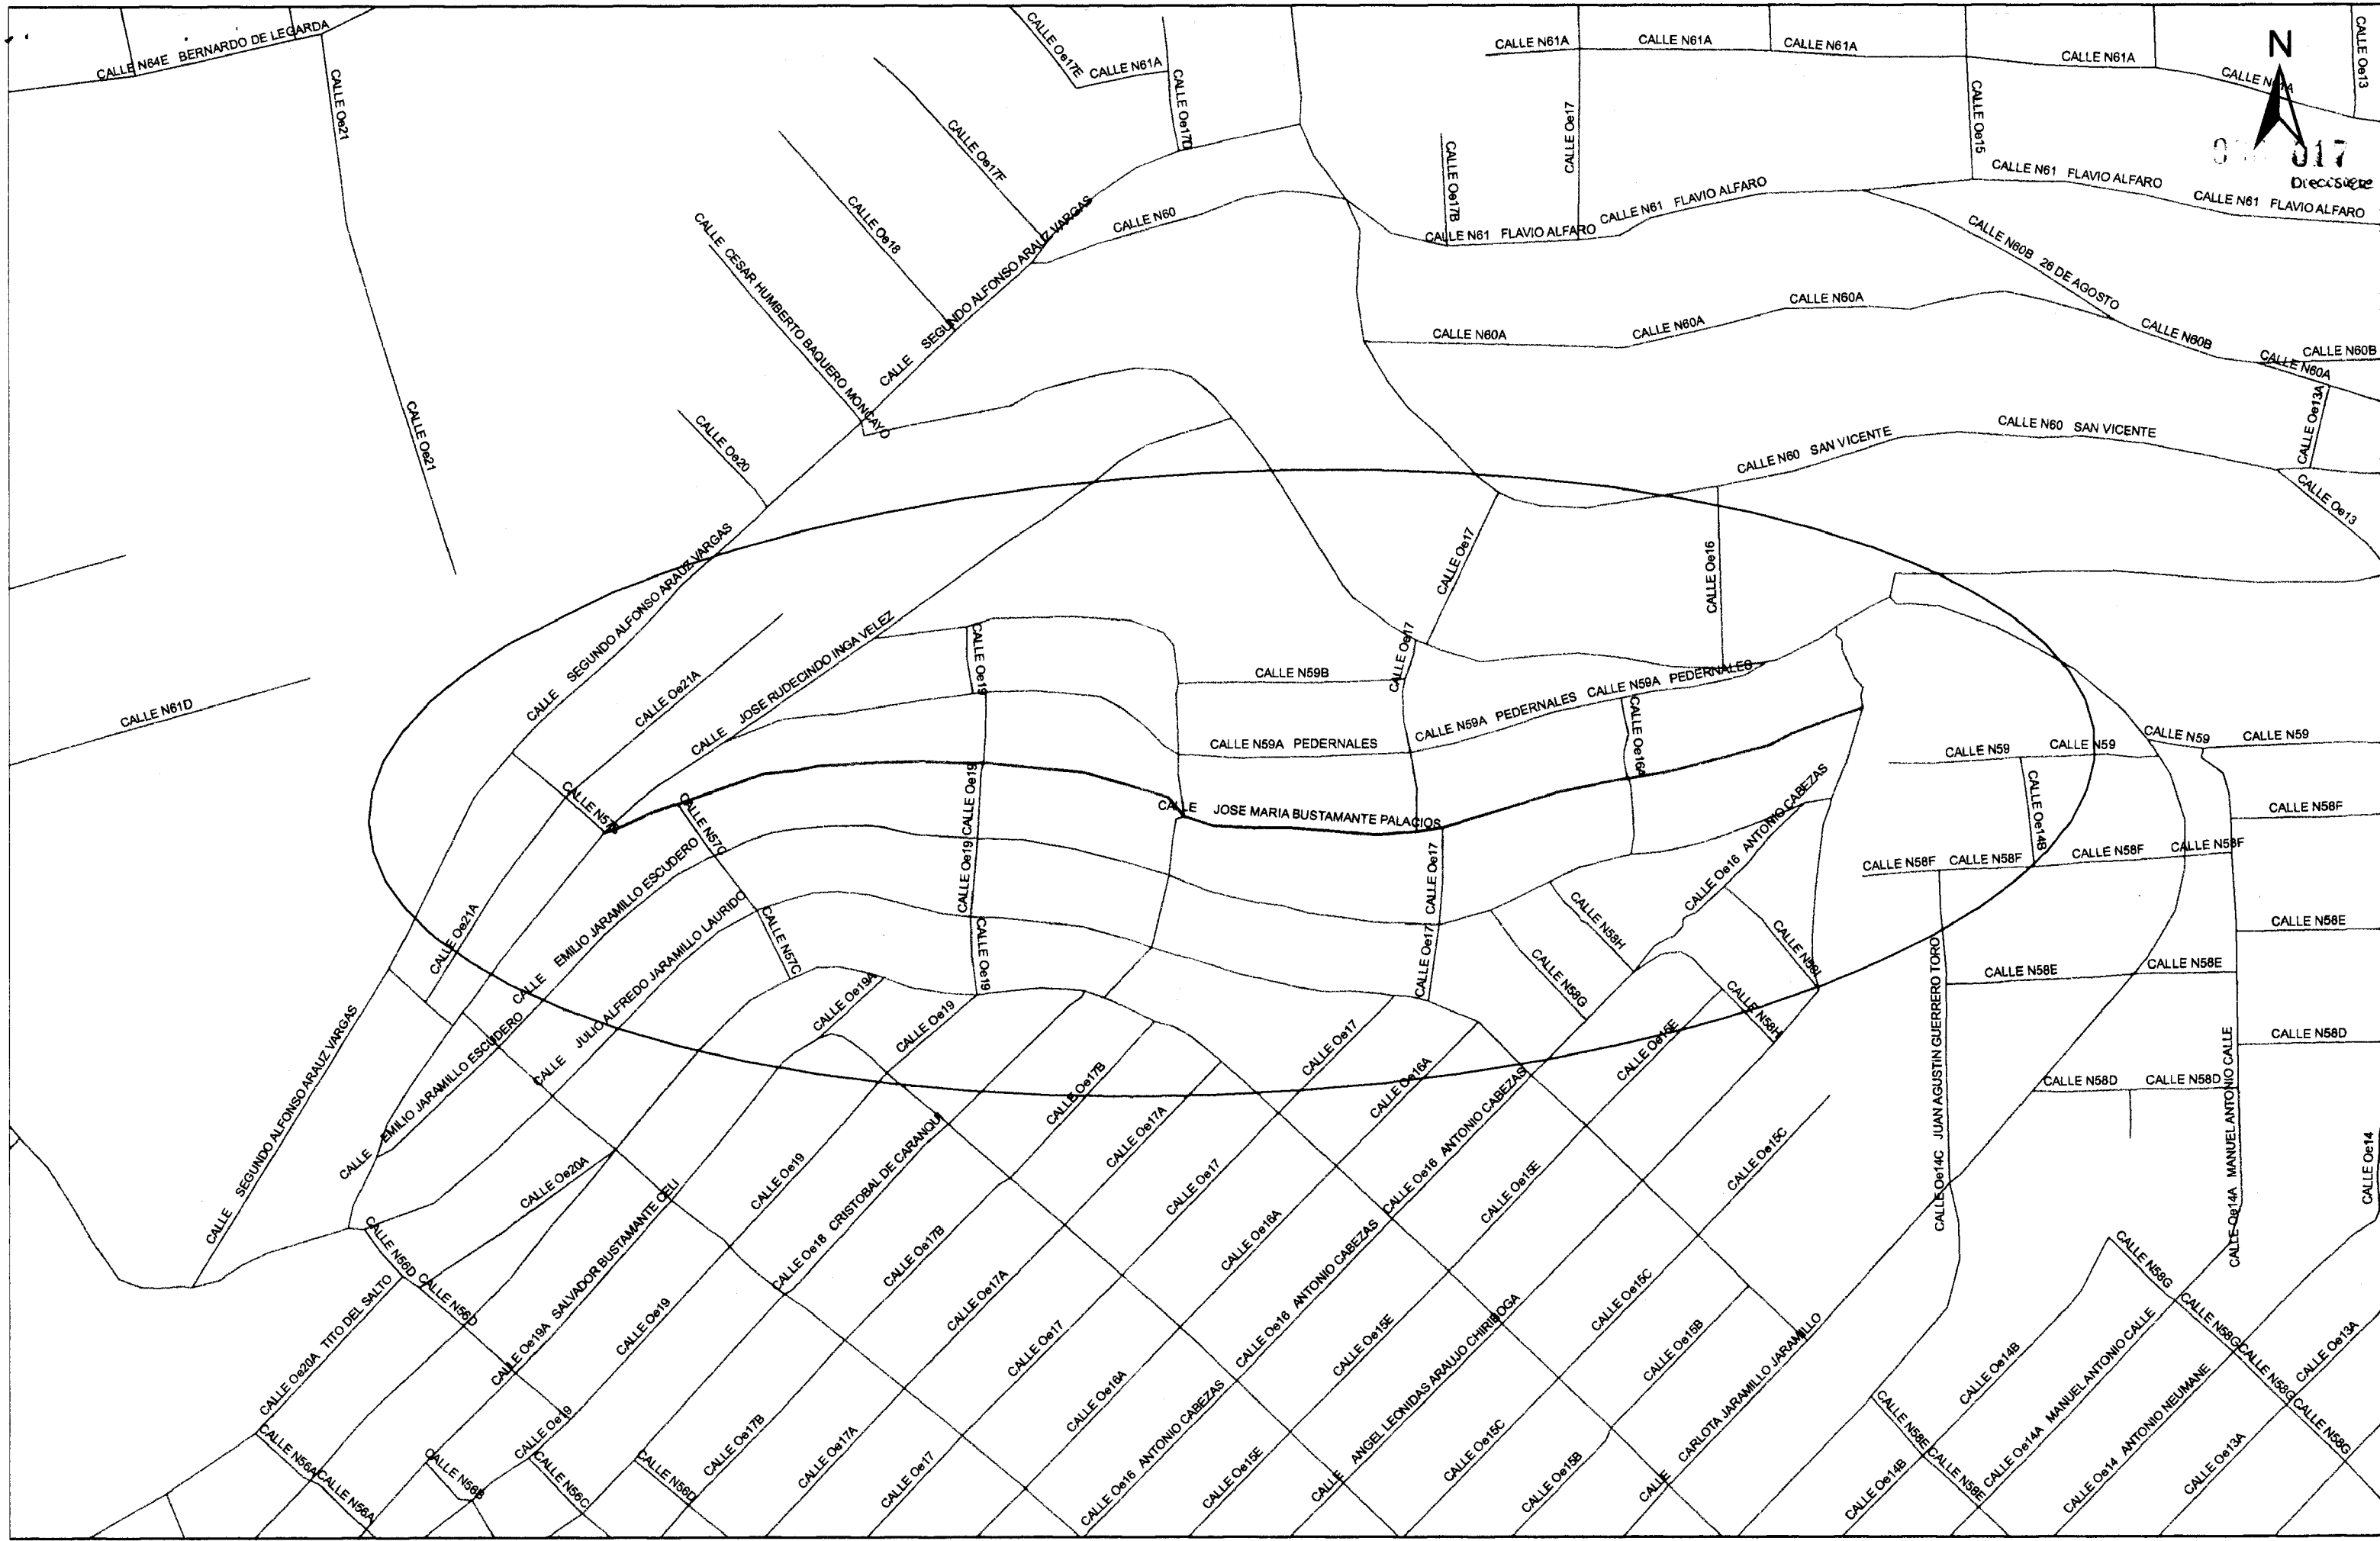 CALLE N64E BERNARDO DE LEGARDA
CALLE Oe21
CALLE Oe17E
CALLE N61A
CALLE Oe17D
CALLE N61A
CALLE N61A
CALLE N61A
CALLE N61A
CALLE Oe13
N
017
Diecisiete
CALLE Oe17F
CALLE Oe18
CALLE Oe17B
CALLE Oe17
CALLE Oe15
CALLE N61 FLAVIO ALFARO
CALLE N61 FLAVIO ALFARO
CALLE N61 FLAVIO ALFARO
CALLE N61 FLAVIO ALFARO
CALLE N60
CALLE SEGUNDO ALFONSO ARAUZ VARGAS
CALLE CESAR HUMBERTO BAQUERO MONCAYO
CALLE N60B 26 DE AGOSTO
CALLE N60A
CALLE N60A
CALLE N60A
CALLE N60B
CALLE N60B
CALLE N60A
CALLE Oe13A
CALLE Oe21
CALLE Oe20
CALLE N60 SAN VICENTE
CALLE N60 SAN VICENTE
CALLE Oe13
CALLE SEGUNDO ALFONSO ARAUZ VARGAS
CALLE Oe17
CALLE Oe16
CALLE N61D
CALLE Oe21A
CALLE JOSE RUDECINDO INGA VELEZ
CALLE Oe19
CALLE N59B
CALLE Oe17
CALLE N59A PEDERNALES
CALLE N59A PEDERNALES
CALLE N59A PEDERNALES
CALLE Oe16A
CALLE N59
CALLE N59
CALLE N59
CALLE N59
CALLE N57C
CALLE Oe19
CALLE JOSE MARIA BUSTAMANTE PALACIOS
CALLE Oe16 ANTONIO CABEZAS
CALLE Oe14B
CALLE N58F
CALLE N58F
CALLE N58F
CALLE N58F
CALLE N58F
CALLE Oe19
CALLE Oe17
CALLE EMILIO JARAMILLO ESCUDERO
CALLE JULIO ALFREDO JARAMILLO LAURIDO
CALLE N57C
CALLE Oe19
CALLE Oe17
CALLE N58H
CALLE N58G
CALLE N58I
CALLE N58H
CALLE N58E
CALLE N58E
CALLE N58E
CALLE Oe21A
CALLE Oe14C JUAN AGUSTIN GUERRERO TORO
CALLE N58D
CALLE N58D
CALLE N58D
CALLE Oe14A MANUEL ANTONIO CALLE
CALLE Oe14
CALLE SEGUNDO ALFONSO ARAUZ VARGAS
CALLE EMILIO JARAMILLO ESCUDERO
CALLE Oe19A
CALLE Oe19
CALLE Oe17B
CALLE Oe17
CALLE Oe16A
CALLE Oe15E
CALLE Oe20A
CALLE Oe19
CALLE Oe17A
CALLE Oe17
CALLE Oe16 ANTONIO CABEZAS
CALLE Oe15E
CALLE Oe15C
CALLE N56D
CALLE N56D
CALLE Oe20A TITO DEL SALTO
CALLE Oe19A SALVADOR BUSTAMANTE CELI
CALLE Oe19
CALLE Oe18 CRISTOBAL DE CARANQUI
CALLE Oe17B
CALLE Oe17A
CALLE Oe17
CALLE Oe16A
CALLE Oe16 ANTONIO CABEZAS
CALLE Oe15E
CALLE Oe15C
CALLE Oe15B
CALLE N58G
CALLE N58G
CALLE N58G
CALLE N58G
CALLE Oe13A
CALLE N56A
CALLE N56A
CALLE N56B
CALLE Oe19
CALLE N56C
CALLE N56D
CALLE Oe17B
CALLE Oe17A
CALLE Oe17
CALLE Oe16A
CALLE Oe16 ANTONIO CABEZAS
CALLE Oe15E
CALLE ANGEL LEONIDAS ARAUJO CHIRIBOGA
CALLE Oe15C
CALLE Oe15B
CALLE CARLOTA JARAMILLO JARAMILLO
CALLE N58E
CALLE N58E
CALLE Oe14B
CALLE Oe14B
CALLE Oe14A MANUEL ANTONIO CALLE
CALLE Oe14 ANTONIO NEUMANE
CALLE Oe13A